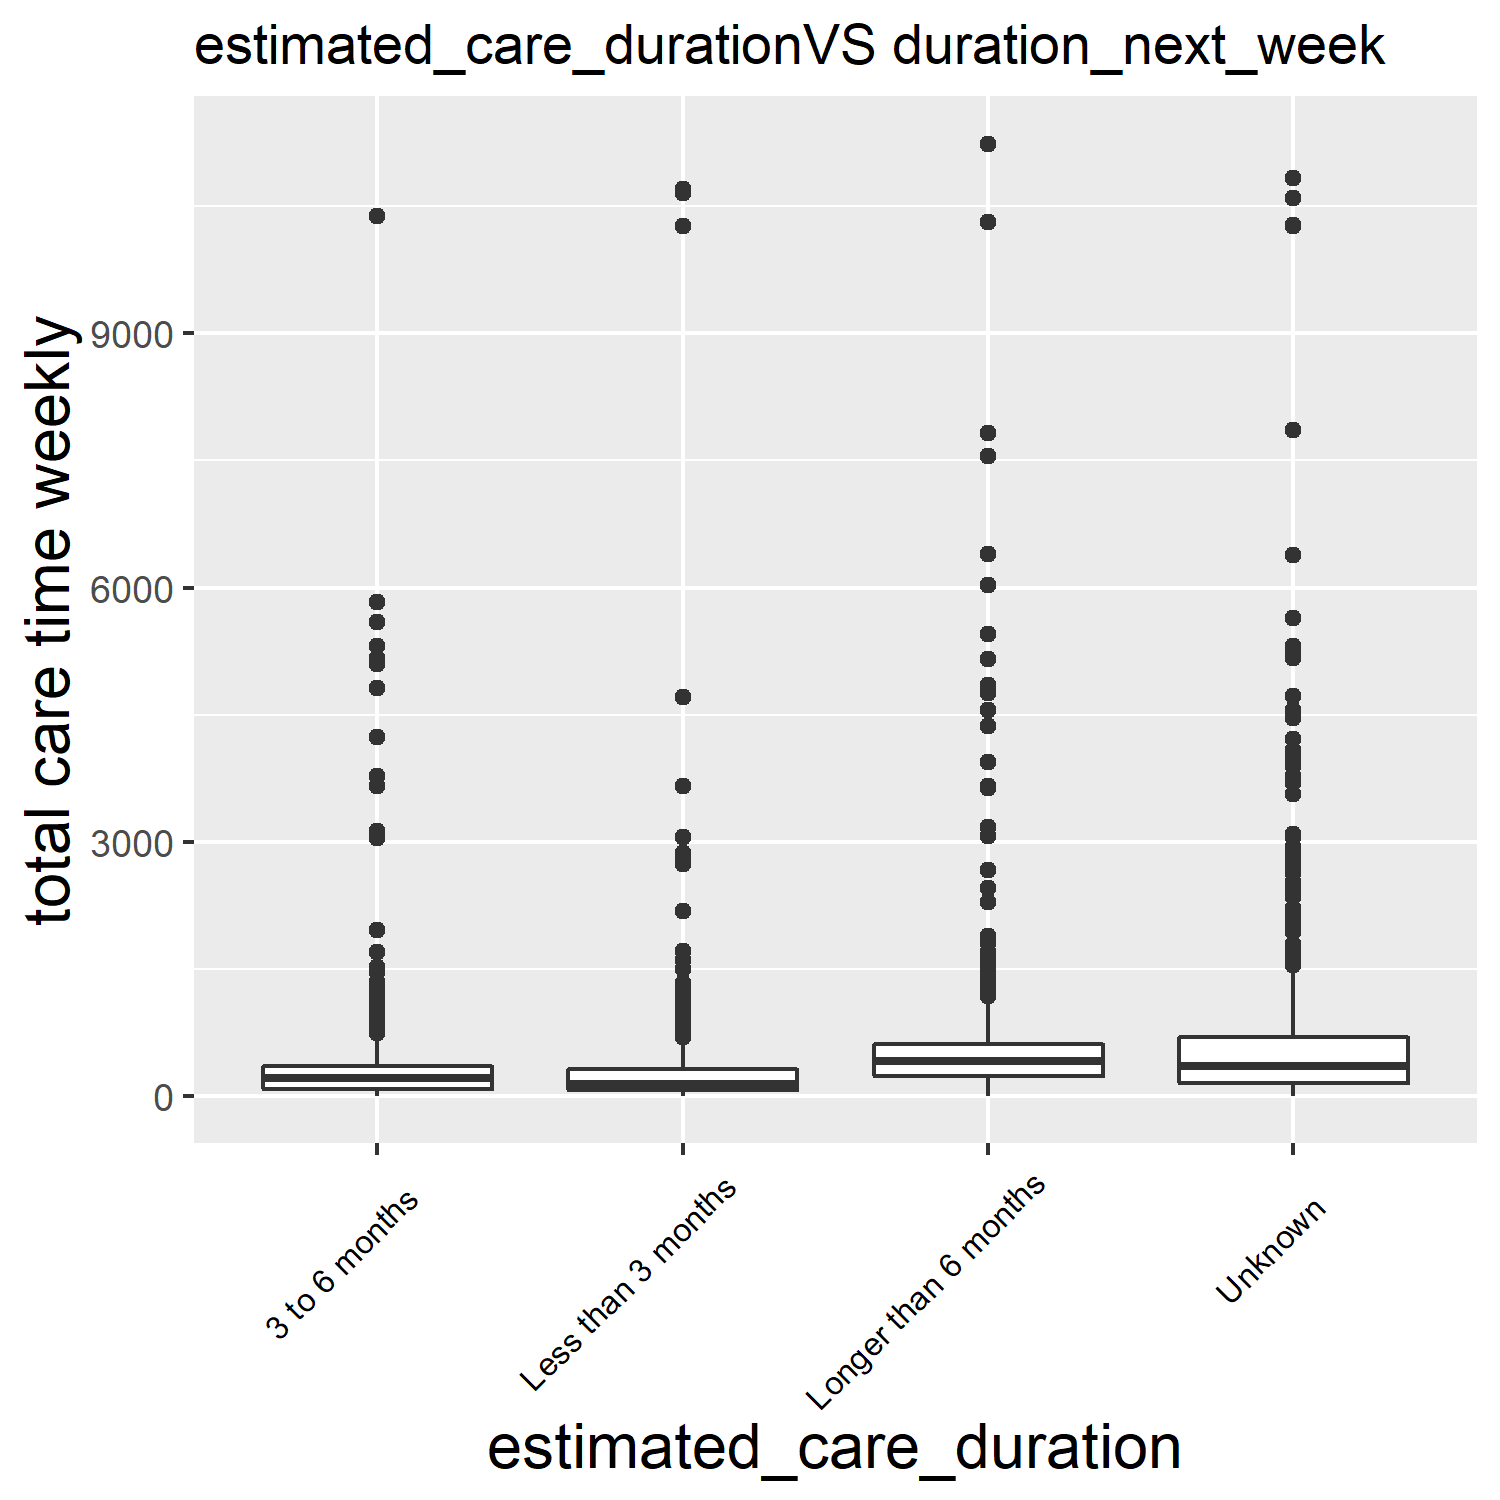 estimated_care_durationVS duration_next_week
total care time weekly
9000
6000
3000
0
3 to 6 months
Less than 3 months
Longer than 6 months
Unknown
estimated_care_duration